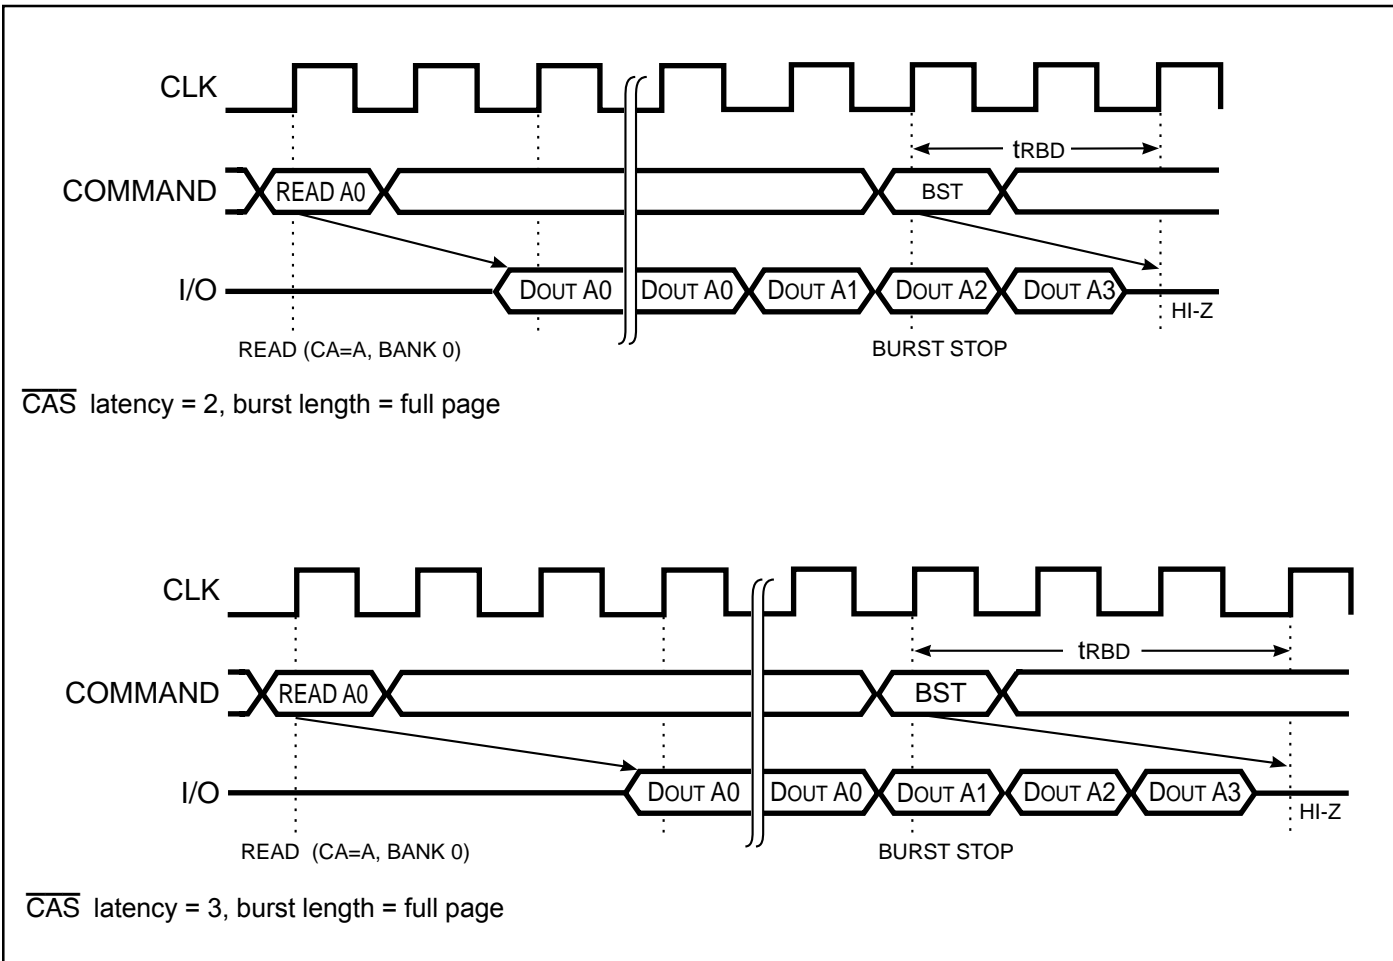 CLK
tRBD
COMMAND READ A0 BST
I/O DOUT A0 DOUT A0 DOUT A1 DOUT A2 DOUT A3 HI-Z
READ (CA=A, BANK 0) BURST STOP
CAS latency = 2, burst length = full page
CLK
tRBD
COMMAND READ A0 BST
I/O DOUT A0 DOUT A0 DOUT A1 DOUT A2 DOUT A3 HI-Z
READ (CA=A, BANK 0) BURST STOP
CAS latency = 3, burst length = full page